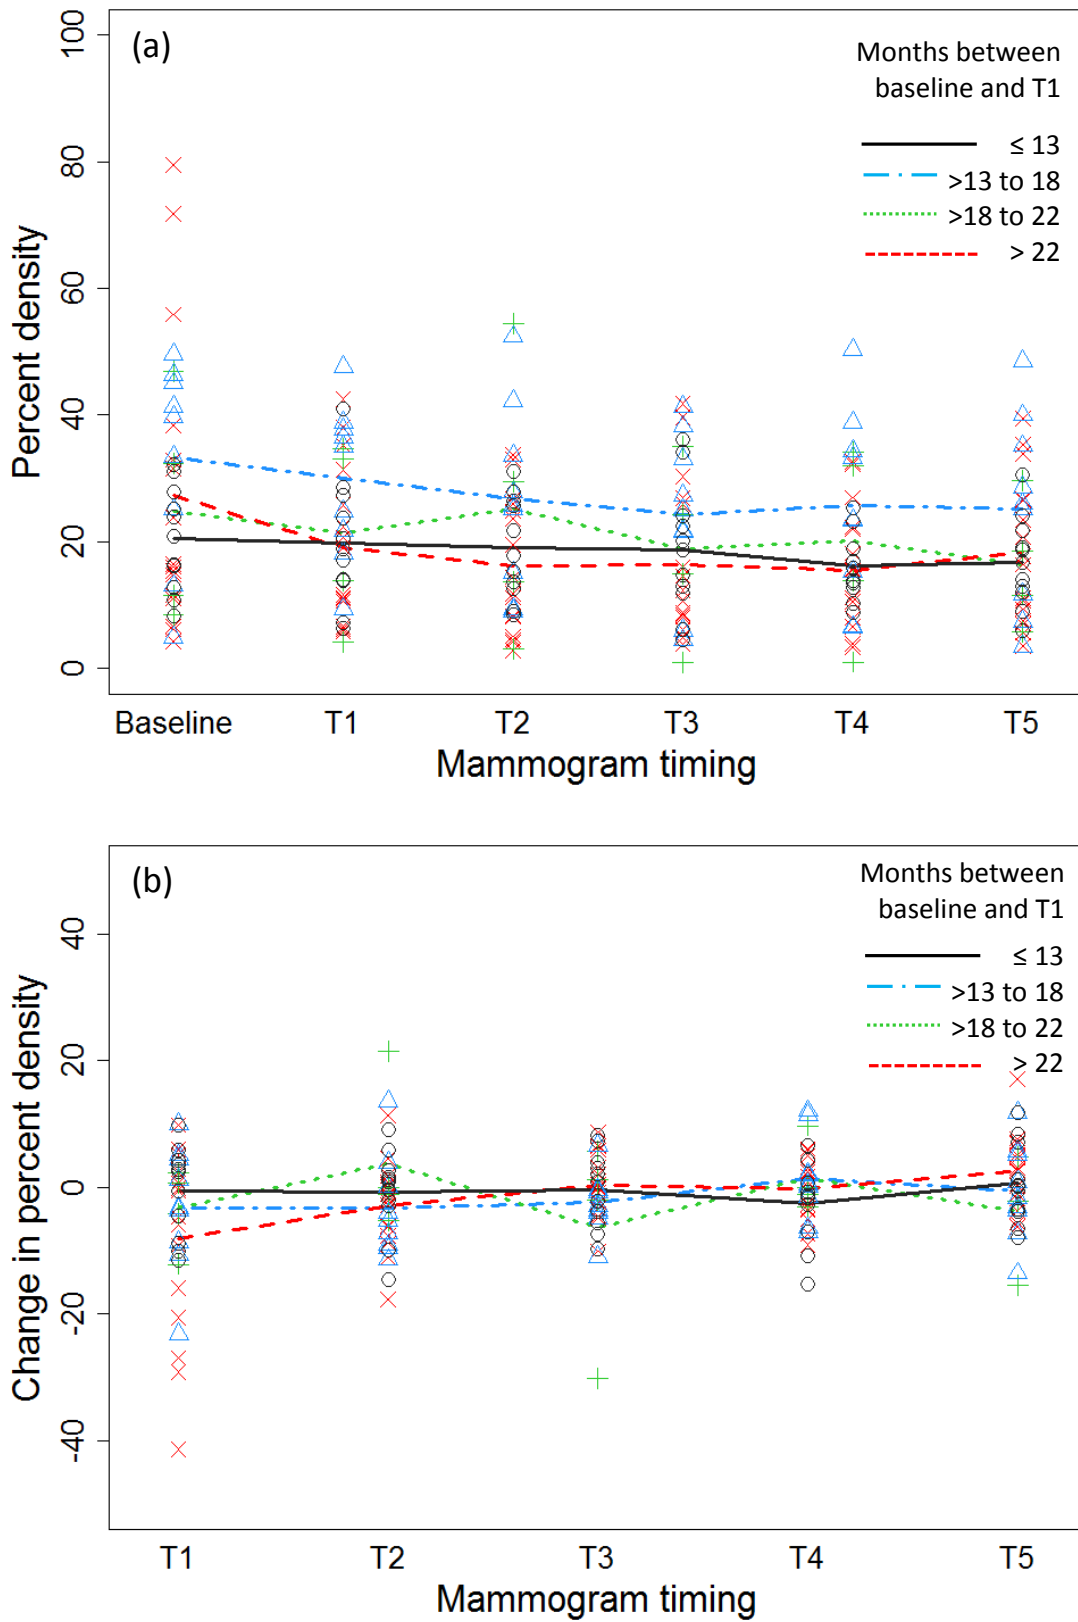 (a)
Months between
baseline and T1
≤ 13
>13 to 18
>18 to 22
> 22
Percent density
100
80
60
40
20
0
Baseline T1 T2 T3 T4 T5
Mammogram timing
(b)
Months between
baseline and T1
≤ 13
>13 to 18
>18 to 22
> 22
Change in percent density
40
20
0
-20
-40
T1 T2 T3 T4 T5
Mammogram timing